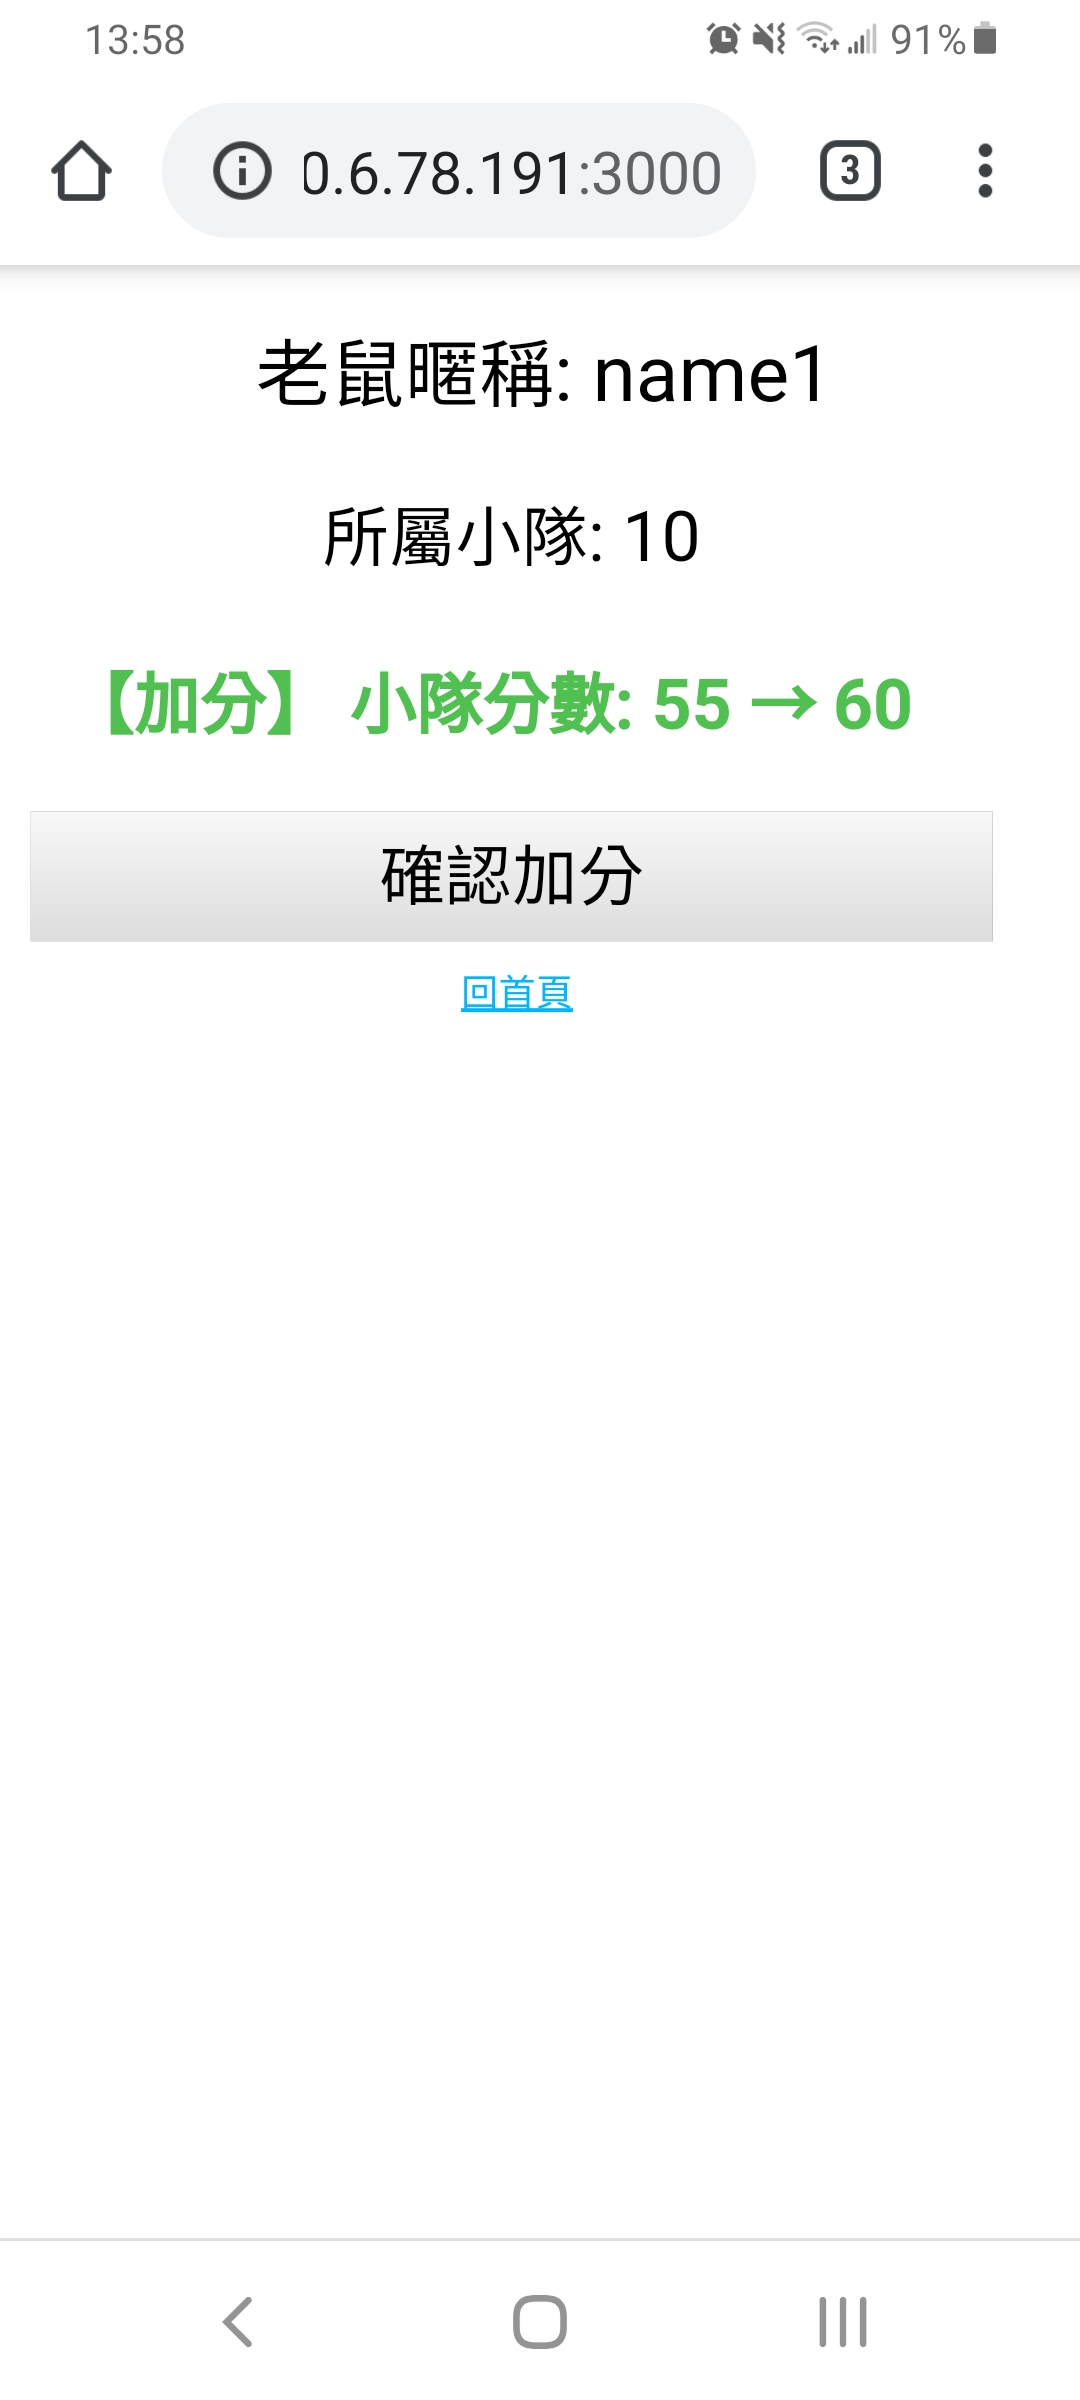 13:58 91%
0.6.78.191:3000 3
老鼠暱稱: name1
所屬小隊: 10
【加分】 小隊分數: 55 → 60
確認加分
回首頁